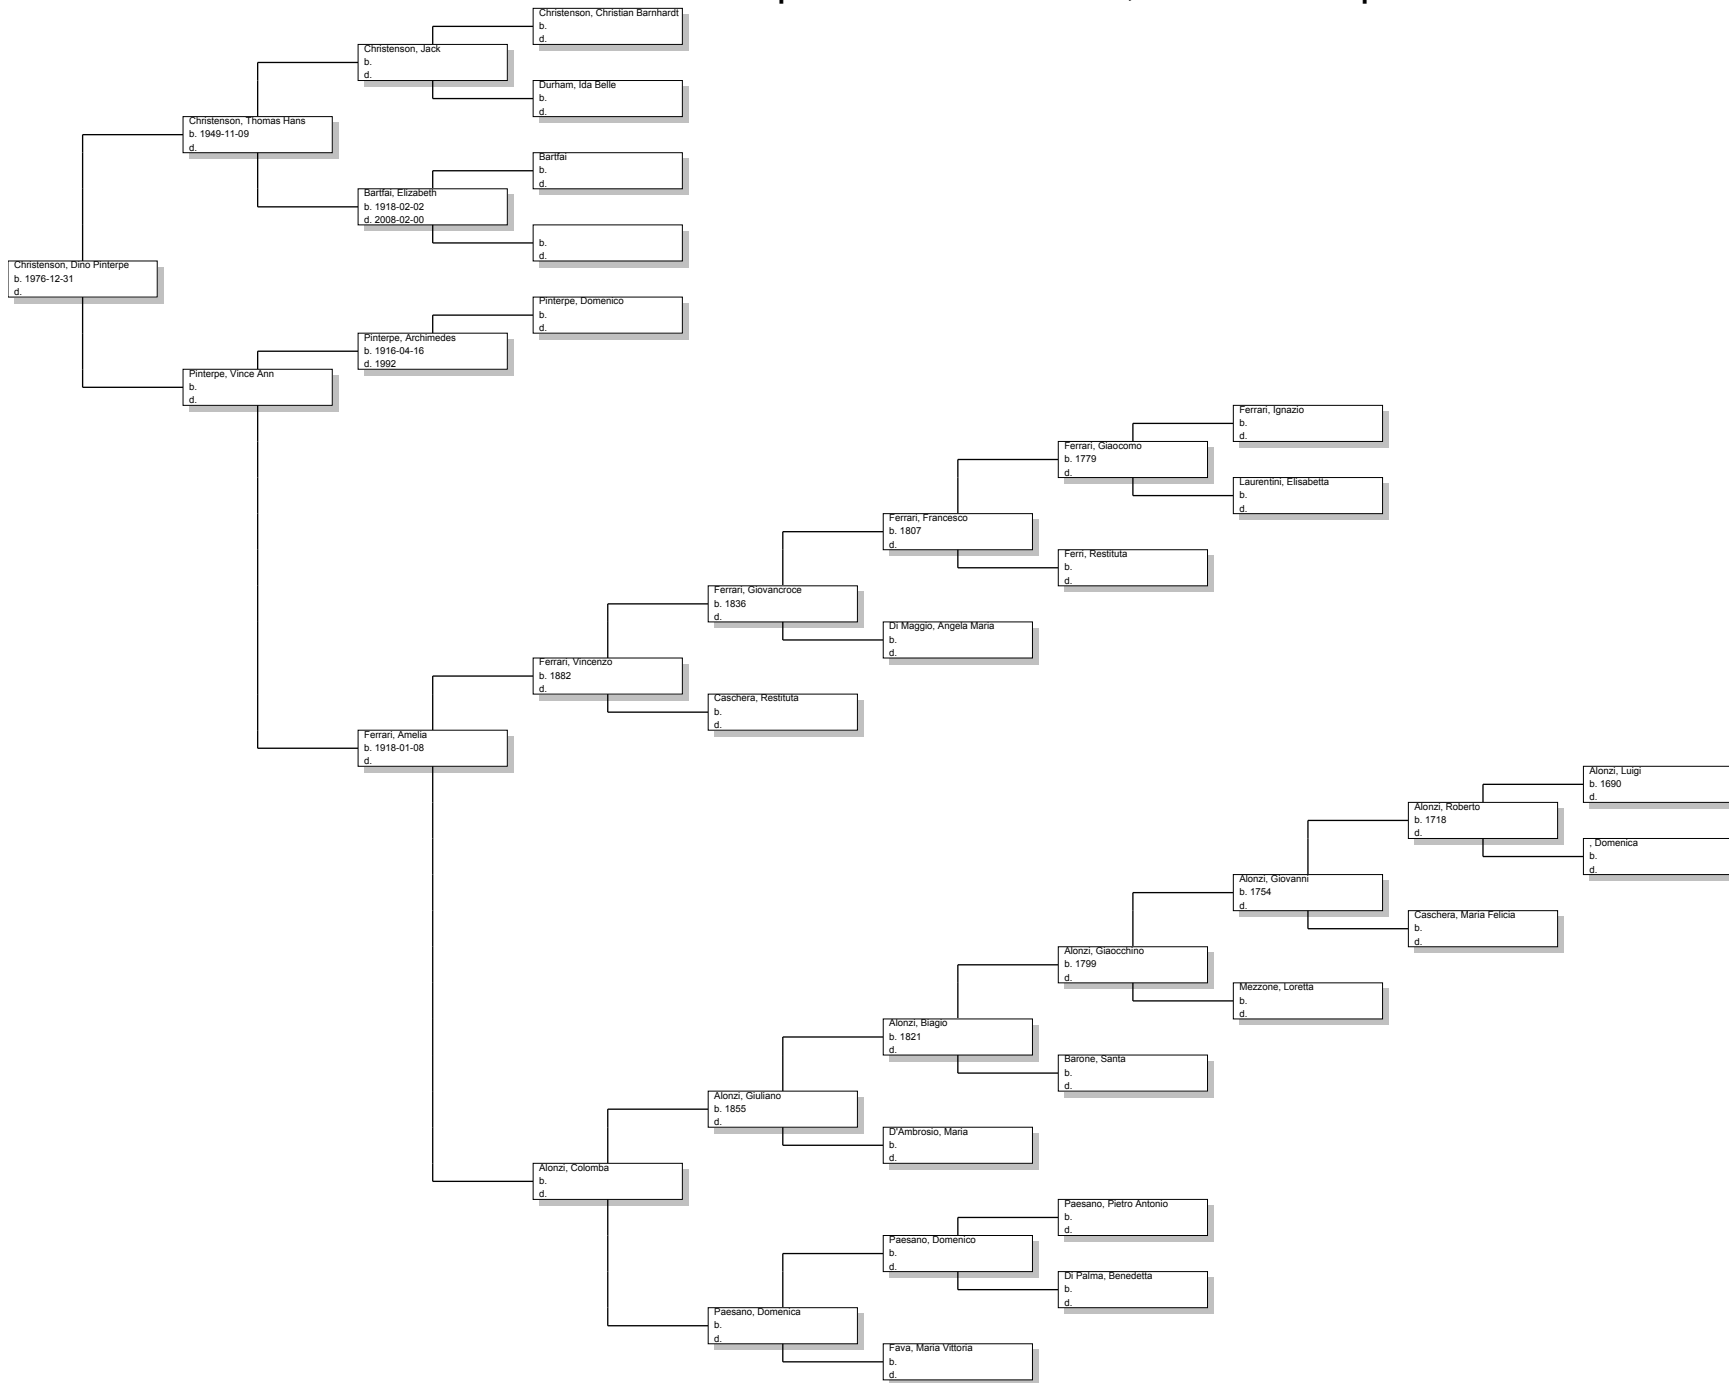 Christenson, Christian Barnhardt
b.
d.
Christenson, Jack
b.
d.
Durham, Ida Belle
b.
d.
Christenson, Thomas Hans
b. 1949-11-09
d.
Bartfai
b.
d.
Bartfai, Elizabeth
b. 1918-02-02
d. 2008-02-00
b.
d.
Christenson, Dino Pinterpe
b. 1976-12-31
d.
Pinterpe, Domenico
b.
d.
Pinterpe, Archimedes
b. 1916-04-16
d. 1992
Pinterpe, Vince Ann
b.
d.
Ferrari, Ignazio
b.
d.
Ferrari, Giaocomo
b. 1779
d.
Laurentini, Elisabetta
b.
d.
Ferrari, Francesco
b. 1807
d.
Ferri, Restituta
b.
d.
Ferrari, Giovancroce
b. 1836
d.
Di Maggio, Angela Maria
b.
d.
Ferrari, Vincenzo
b. 1882
d.
Caschera, Restituta
b.
d.
Ferrari, Amelia
b. 1918-01-08
d.
Alonzi, Luigi
b. 1690
d.
Alonzi, Roberto
b. 1718
d.
, Domenica
b.
d.
Alonzi, Giovanni
b. 1754
d.
Caschera, Maria Felicia
b.
d.
Alonzi, Giaocchino
b. 1799
d.
Mezzone, Loretta
b.
d.
Alonzi, Biagio
b. 1821
d.
Barone, Santa
b.
d.
Alonzi, Giuliano
b. 1855
d.
D'Ambrosio, Maria
b.
d.
Alonzi, Colomba
b.
d.
Paesano, Pietro Antonio
b.
d.
Paesano, Domenico
b.
d.
Di Palma, Benedetta
b.
d.
Paesano, Domenica
b.
d.
Fava, Maria Vittoria
b.
d.